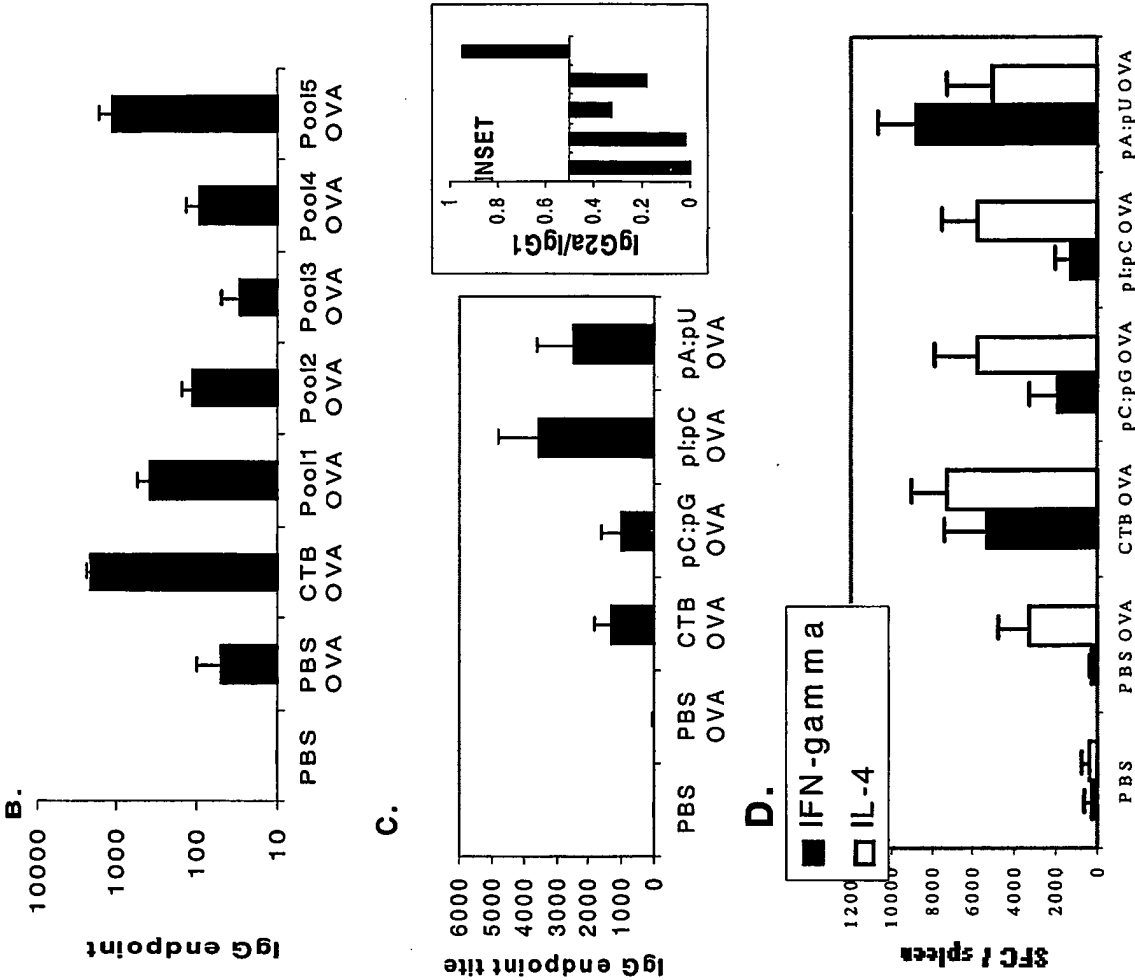 B.
10000
1000
100
10
IgG endpoint
PBS
PBS OVA
CTB OVA
Pool1 OVA
Pool2 OVA
Pool3 OVA
Pool4 OVA
Pool5 OVA
C.
6000
5000
4000
3000
2000
1000
0
IgG endpoint tite
PBS
PBS OVA
CTB OVA
pC:pG OVA
pI:pC OVA
pA:pU OVA
INSET
1
0.8
0.6
0.4
0.2
0
IgG2a/IgG1
D.
IFN-gamma
IL-4
1200
8000
6000
4000
2000
0
SFC / spleen
PBS
PBS OVA
CTB OVA
pC:pG OVA
pI:pC OVA
pA:pU OVA